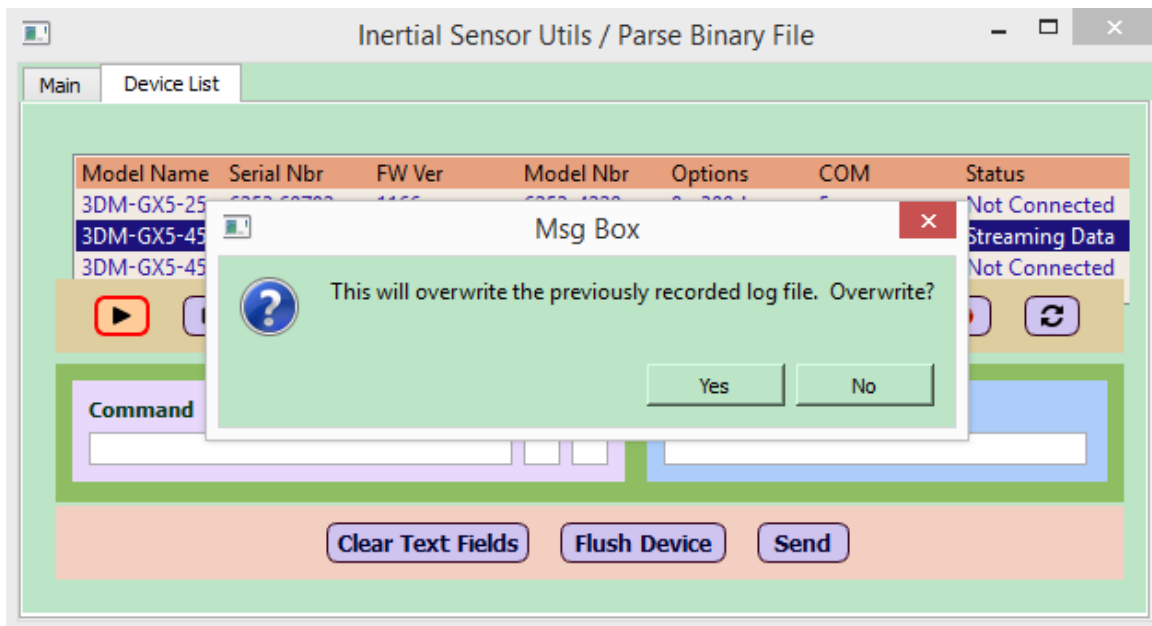 Inertial Sensor Utils / Parse Binary File
Main Device List
Model Name Serial Nbr FW Ver Model Nbr Options COM Status
3DM-GX5-25 Not Connected
3DM-GX5-45 Streaming Data
3DM-GX5-45 Not Connected
Msg Box
This will overwrite the previously recorded log file. Overwrite?
Yes No
Command
Clear Text Fields Flush Device Send